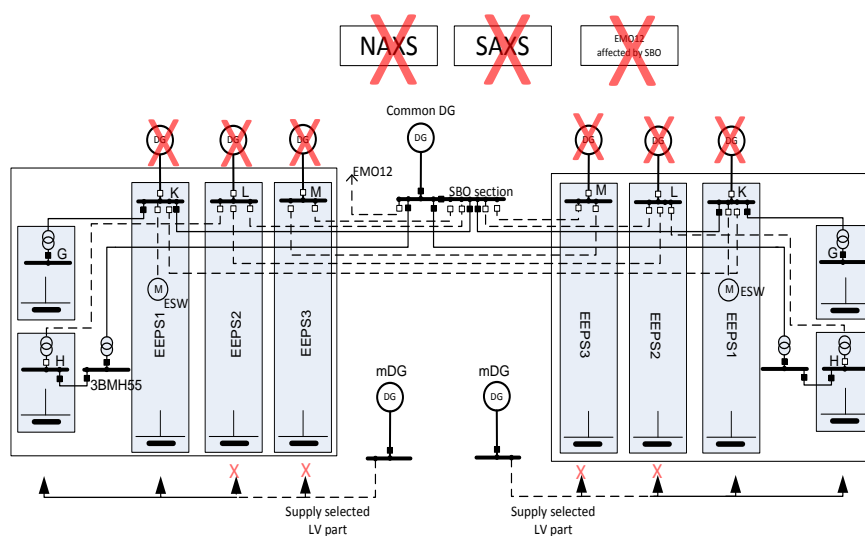 NAXS
SAXS
EMO12
affected by SBO
Common DG
DG
DG
DG
DG
DG
DG
DG
EMO12
SBO section
K
L
M
M
L
K
G
G
M
ESW
M
ESW
EEPS1
EEPS2
EEPS3
EEPS3
EEPS2
EEPS1
H
H
3BMH55
mDG
mDG
DG
DG
X
X
X
X
Supply selected
LV part
Supply selected
LV part